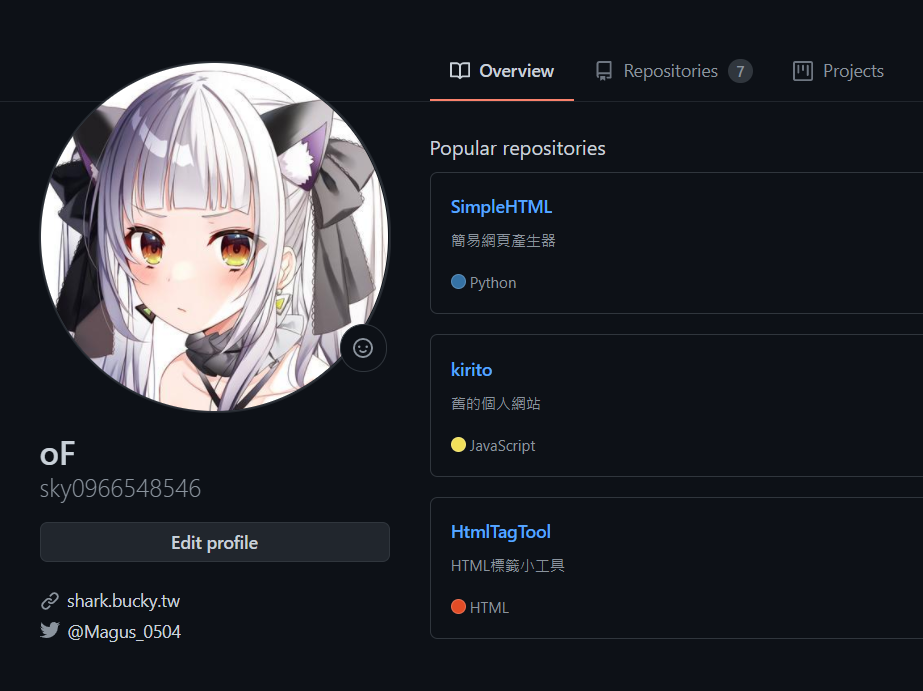 Overview
Repositories 7
Projects
Popular repositories
SimpleHTML
簡易網頁產生器
Python
kirito
舊的個人網站
JavaScript
HtmlTagTool
HTML標籤小工具
HTML
oF
sky0966548546
Edit profile
shark.bucky.tw
@Magus_0504